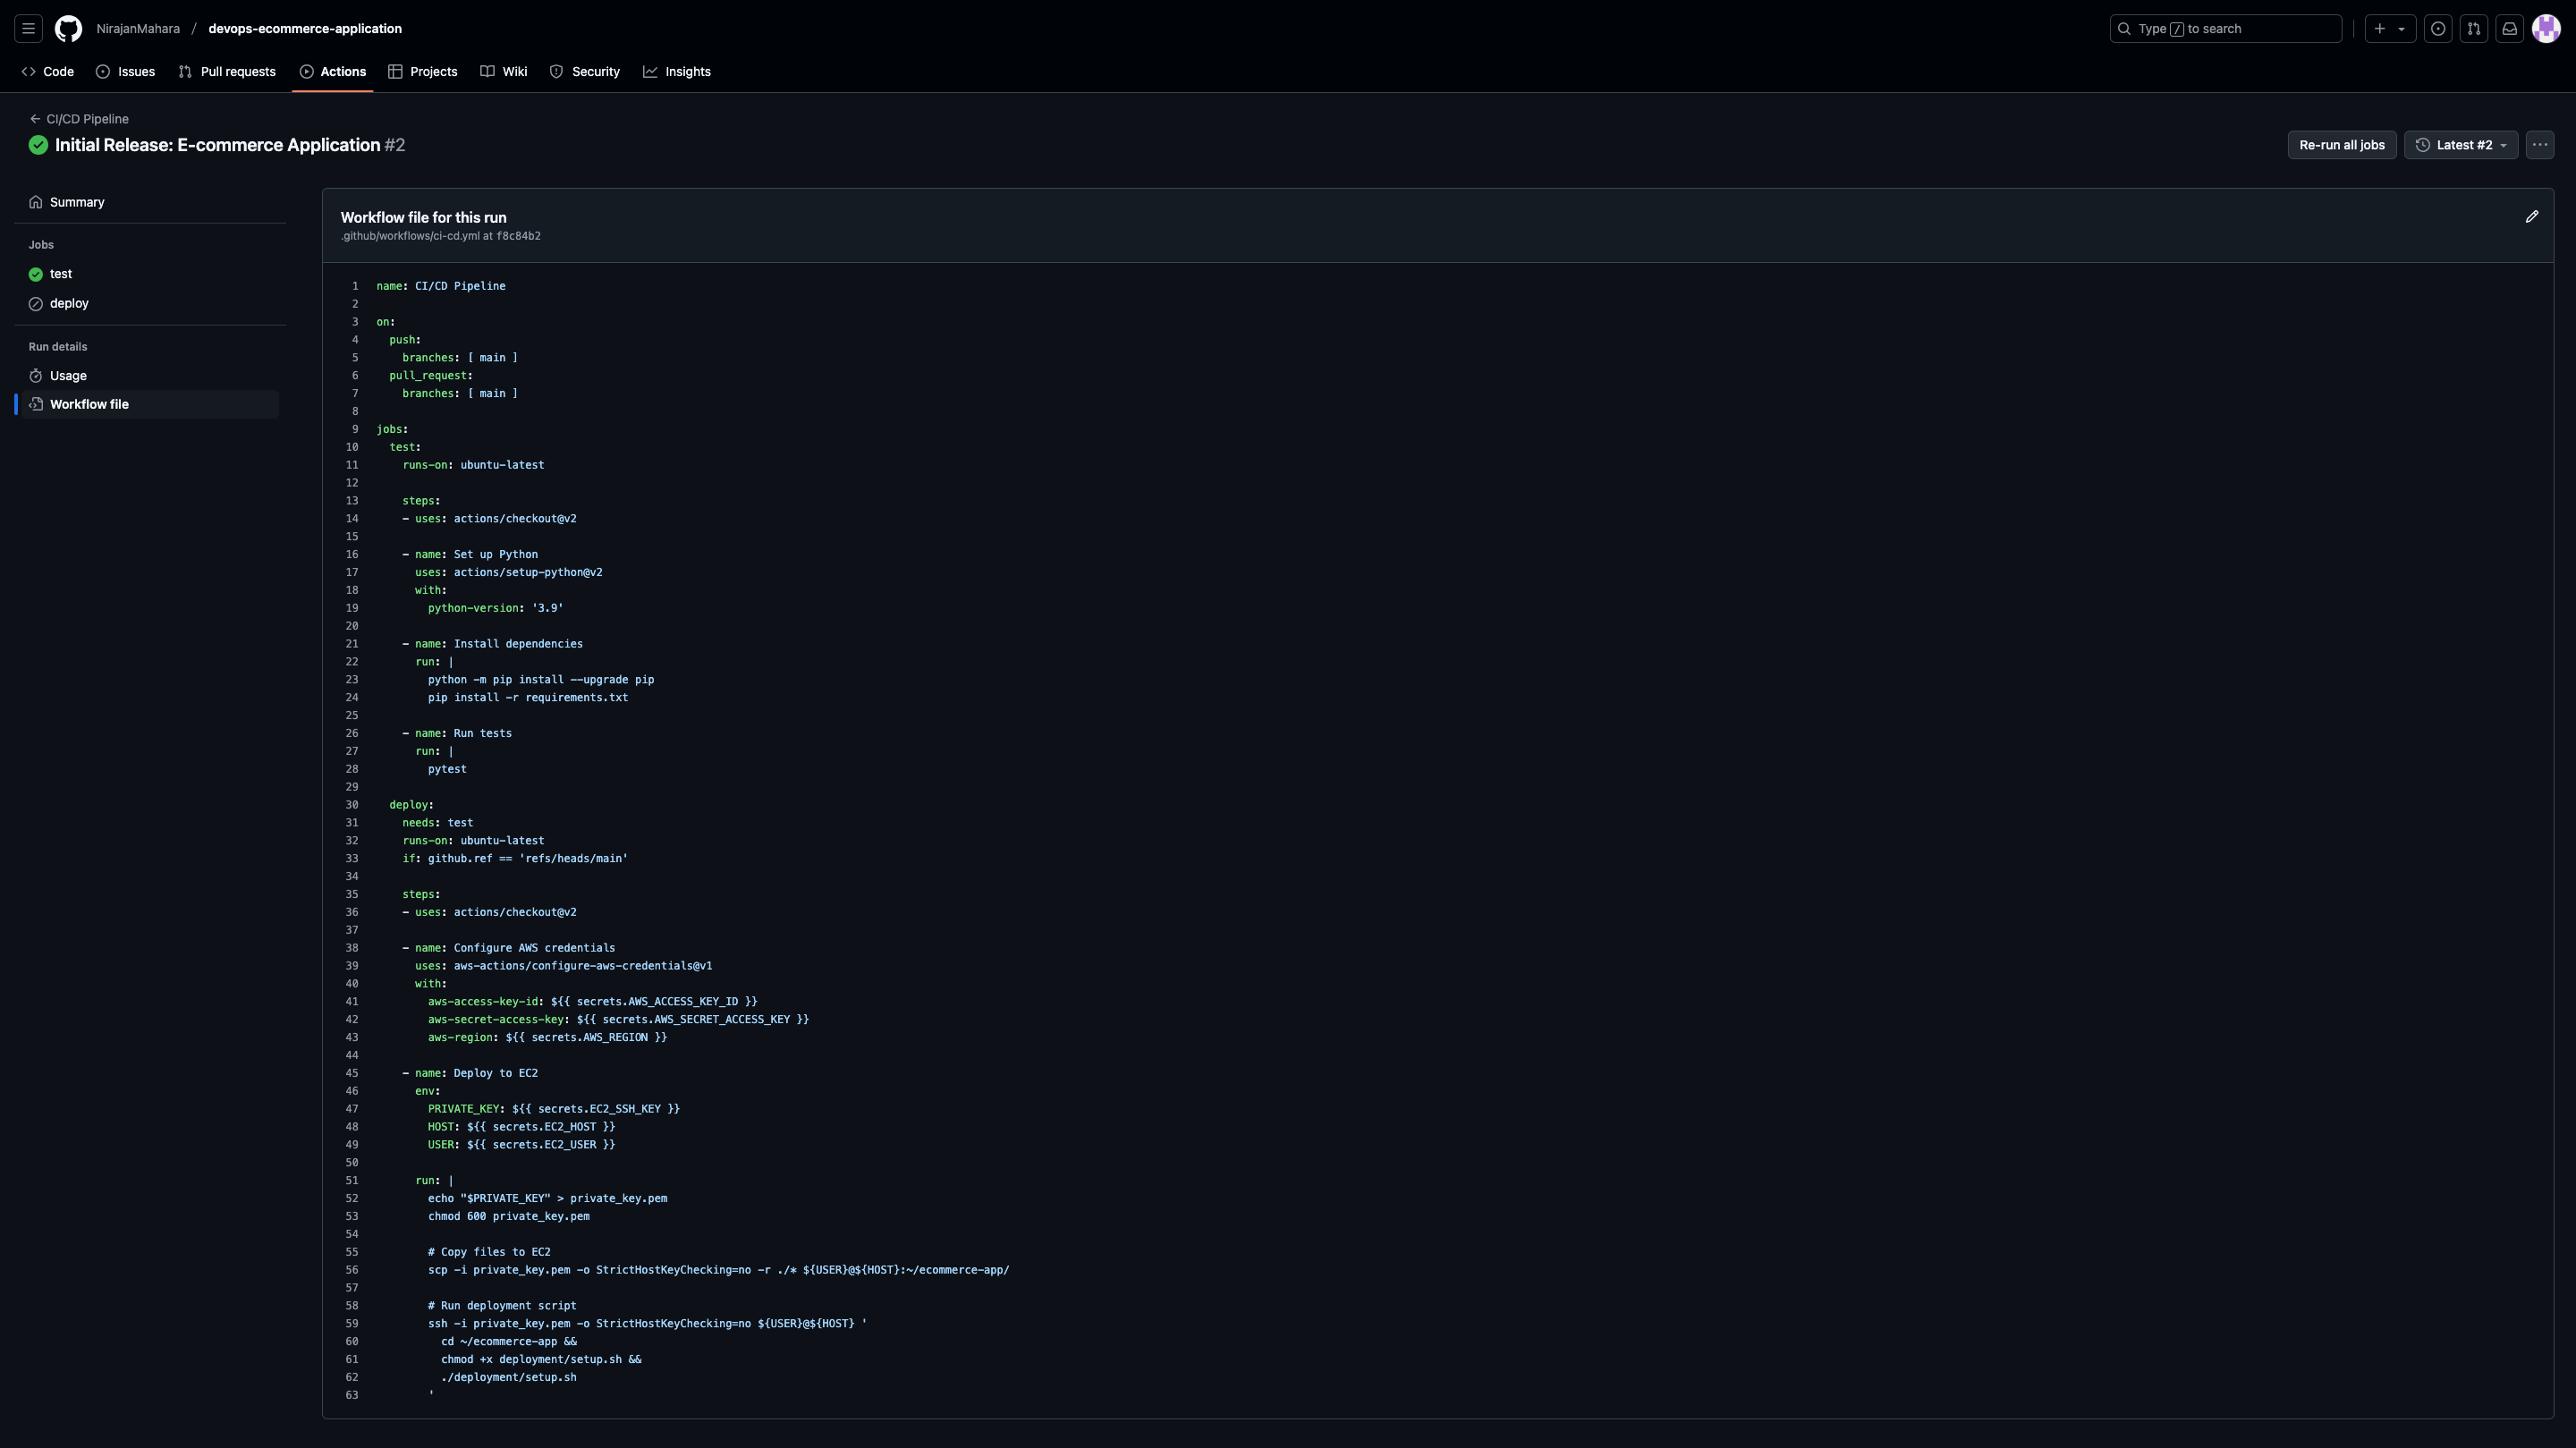 NirajanMahara / devops-ecommerce-application
Type / to search
Code
Issues
Pull requests
Actions
Projects
Wiki
Security
Insights
CI/CD Pipeline
Initial Release: E-commerce Application #2
Re-run all jobs
Latest #2
Summary
Jobs
test
deploy
Run details
Usage
Workflow file
Workflow file for this run
.github/workflows/ci-cd.yml at f8c84b2
1 name: CI/CD Pipeline
2
3 on:
4   push:
5     branches: [ main ]
6   pull_request:
7     branches: [ main ]
8
9 jobs:
10   test:
11     runs-on: ubuntu-latest
12
13     steps:
14     - uses: actions/checkout@v2
15
16     - name: Set up Python
17       uses: actions/setup-python@v2
18       with:
19         python-version: '3.9'
20
21     - name: Install dependencies
22       run: |
23         python -m pip install --upgrade pip
24         pip install -r requirements.txt
25
26     - name: Run tests
27       run: |
28         pytest
29
30   deploy:
31     needs: test
32     runs-on: ubuntu-latest
33     if: github.ref == 'refs/heads/main'
34
35     steps:
36     - uses: actions/checkout@v2
37
38     - name: Configure AWS credentials
39       uses: aws-actions/configure-aws-credentials@v1
40       with:
41         aws-access-key-id: ${{ secrets.AWS_ACCESS_KEY_ID }}
42         aws-secret-access-key: ${{ secrets.AWS_SECRET_ACCESS_KEY }}
43         aws-region: ${{ secrets.AWS_REGION }}
44
45     - name: Deploy to EC2
46       env:
47         PRIVATE_KEY: ${{ secrets.EC2_SSH_KEY }}
48         HOST: ${{ secrets.EC2_HOST }}
49         USER: ${{ secrets.EC2_USER }}
50
51       run: |
52         echo "$PRIVATE_KEY" > private_key.pem
53         chmod 600 private_key.pem
54
55         # Copy files to EC2
56         scp -i private_key.pem -o StrictHostKeyChecking=no -r ./* ${USER}@${HOST}:~/ecommerce-app/
57
58         # Run deployment script
59         ssh -i private_key.pem -o StrictHostKeyChecking=no ${USER}@${HOST} '
60           cd ~/ecommerce-app &&
61           chmod +x deployment/setup.sh &&
62           ./deployment/setup.sh
63         '